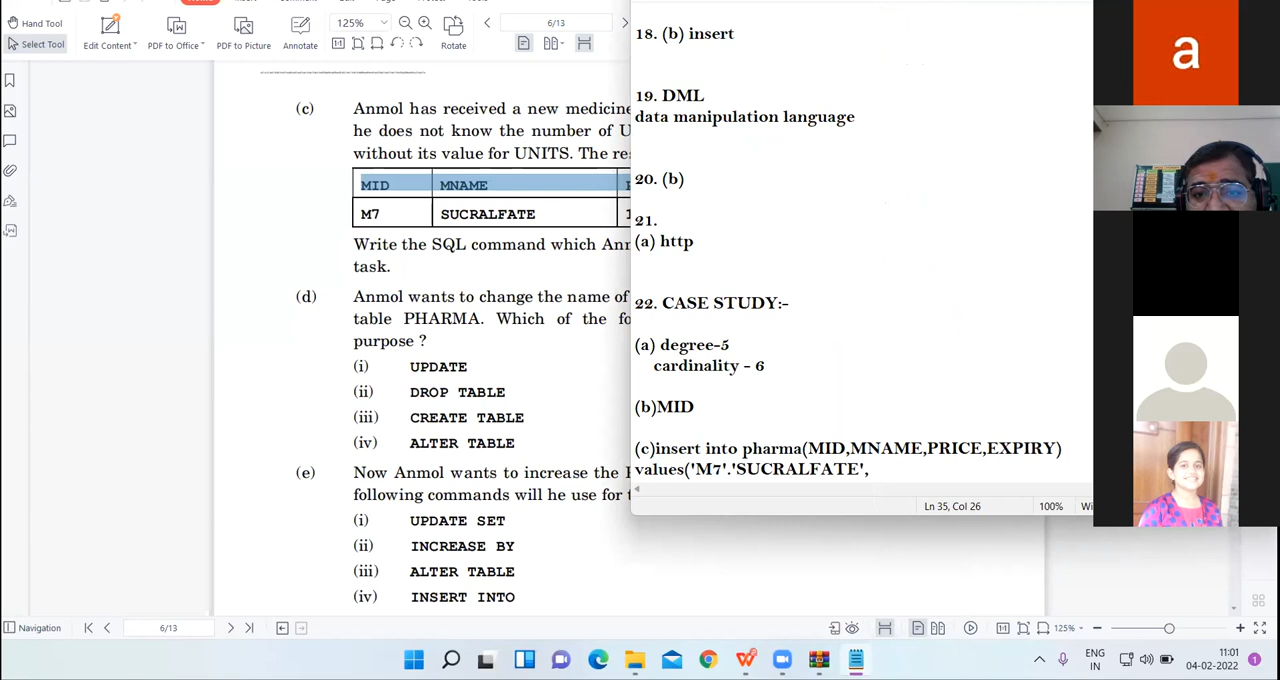 Hand Tool
Select Tool
Edit Content
PDF to Office
PDF to Picture
Annotate
125%
6/13
Rotate
(c) Anmol has received a new medicine
he does not know the number of U
without its value for UNITS. The re
MID MNAME
M7 SUCRALFATE 1
Write the SQL command which Ann
task.
(d) Anmol wants to change the name of
table PHARMA. Which of the fo
purpose ?
(i) UPDATE
(ii) DROP TABLE
(iii) CREATE TABLE
(iv) ALTER TABLE
(e) Now Anmol wants to increase the
following commands will he use for t
(i) UPDATE SET
(ii) INCREASE BY
(iii) ALTER TABLE
(iv) INSERT INTO
18. (b) insert
19. DML
data manipulation language
20. (b)
21.
(a) http
22. CASE STUDY:-
(a) degree-5
cardinality - 6
(b)MID
(c)insert into pharma(MID,MNAME,PRICE,EXPIRY)
values('M7'.'SUCRALFATE',
Ln 35, Col 26 100% Wi
a
Navigation
6/13
125%
ENG
IN
11:01
04-02-2022
1